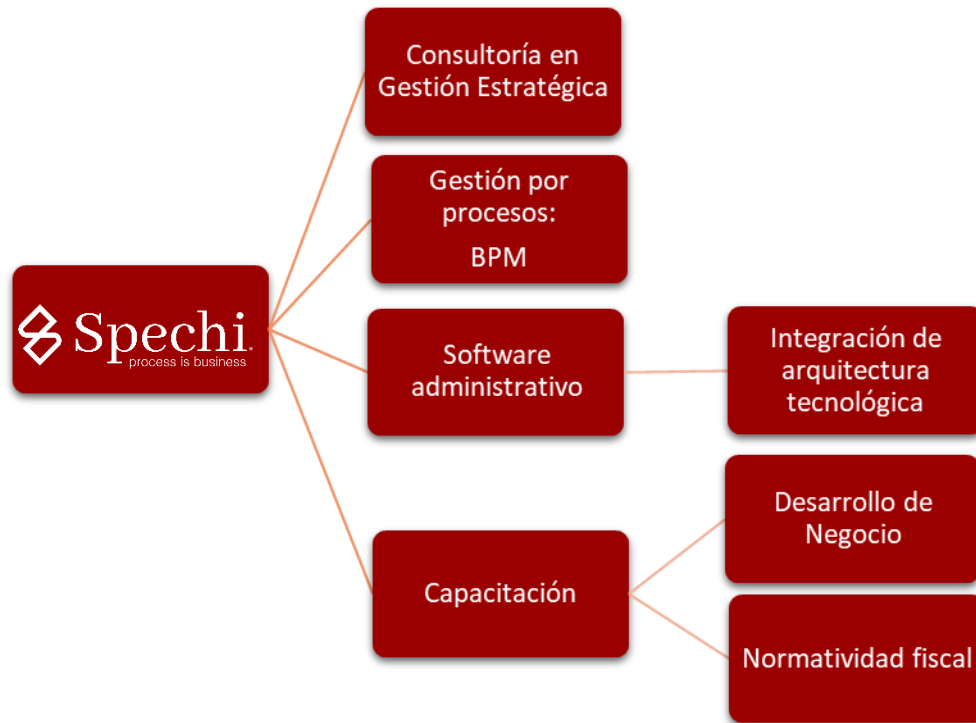 Consultoría en
Gestión Estratégica
Gestión por
procesos:
BPM
Spechi
process is business
Software
administrativo
Integración de
arquitectura
tecnológica
Desarrollo de
Negocio
Capacitación
Normatividad fiscal